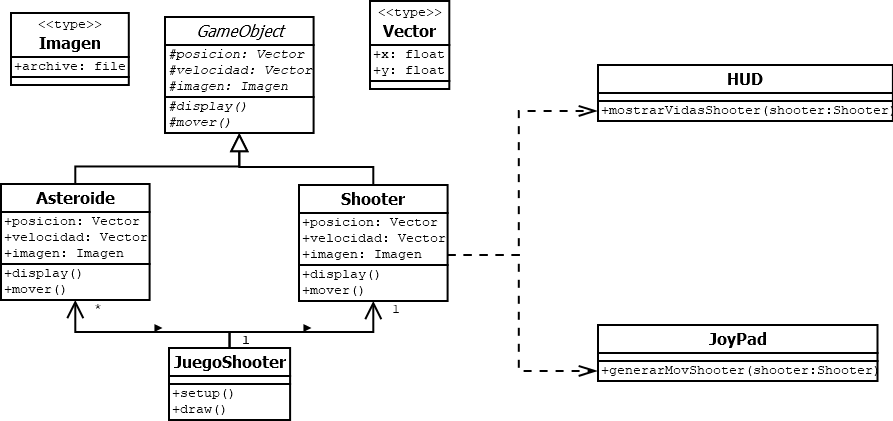 <<type>>
Imagen
+archive: file
GameObject
#posicion: Vector
#velocidad: Vector
#imagen: Imagen
#display()
#mover()
<<type>>
Vector
+x: float
+y: float
HUD
+mostrarVidasShooter(shooter:Shooter)
Asteroide
+posicion: Vector
+velocidad: Vector
+imagen: Imagen
+display()
+mover()
Shooter
+posicion: Vector
+velocidad: Vector
+imagen: Imagen
+display()
+mover()
*
1
1
JuegoShooter
+setup()
+draw()
JoyPad
+generarMovShooter(shooter:Shooter)